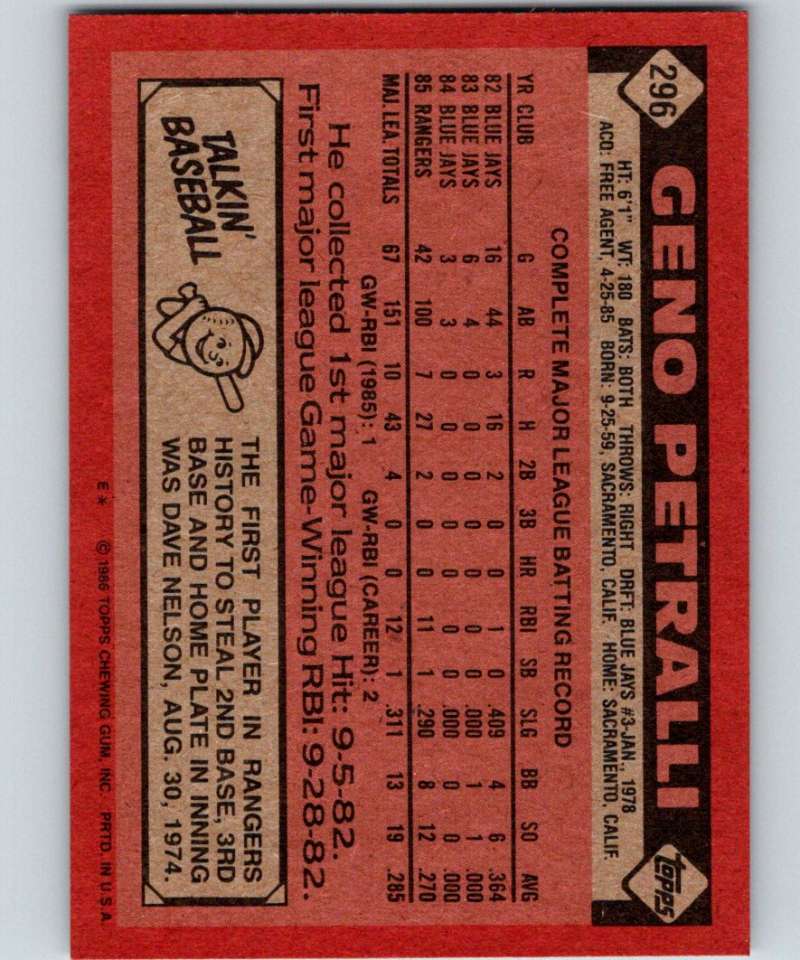 296 GENO PETRALLI topps
HT: 6'1" WT: 180 BATS: BOTH THROWS: RIGHT DRFT: BLUE JAYS #3-JAN., 1978
ACQ: FREE AGENT, 4-25-85 BORN: 9-25-59, SACRAMENTO, CALIF. HOME: SACRAMENTO, CALIF.
COMPLETE MAJOR LEAGUE BATTING RECORD
YR CLUB G AB R H 2B 3B HR RBI SB SLG BB SO AVG
82 BLUE JAYS 16 44 3 16 2 0 0 1 0 .409 4 6 .364
83 BLUE JAYS 6 4 0 0 0 0 0 0 0 .000 1 1 .000
84 BLUE JAYS 3 3 0 0 0 0 0 0 0 .000 0 0 .000
85 RANGERS 42 100 7 27 2 0 0 11 1 .290 8 12 .270
MAJ. LEA. TOTALS 67 151 10 43 4 0 0 12 1 .311 13 19 .285
GW-RBI (1985): 1 GW-RBI (CAREER): 2
He collected 1st major league Hit: 9-5-82.
First major league Game-Winning RBI: 9-28-82.
TALKIN'
BASEBALL
THE FIRST PLAYER IN RANGERS
HISTORY TO STEAL 2ND BASE, 3RD
BASE AND HOME PLATE IN INNING
WAS DAVE NELSON, AUG. 30, 1974.
E* © 1986 TOPPS CHEWING GUM, INC. PRTD. IN U.S.A.